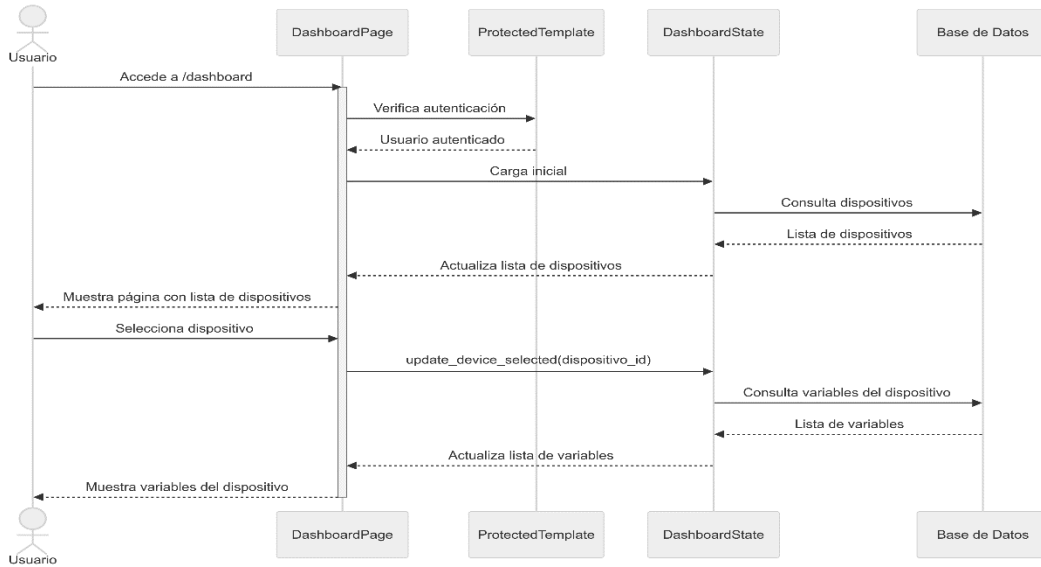 Usuario
DashboardPage
ProtectedTemplate
DashboardState
Base de Datos
Accede a /dashboard
Verifica autenticación
Usuario autenticado
Carga inicial
Consulta dispositivos
Lista de dispositivos
Actualiza lista de dispositivos
Muestra página con lista de dispositivos
Selecciona dispositivo
update_device_selected(dispositivo_id)
Consulta variables del dispositivo
Lista de variables
Actualiza lista de variables
Muestra variables del dispositivo
Usuario
DashboardPage
ProtectedTemplate
DashboardState
Base de Datos